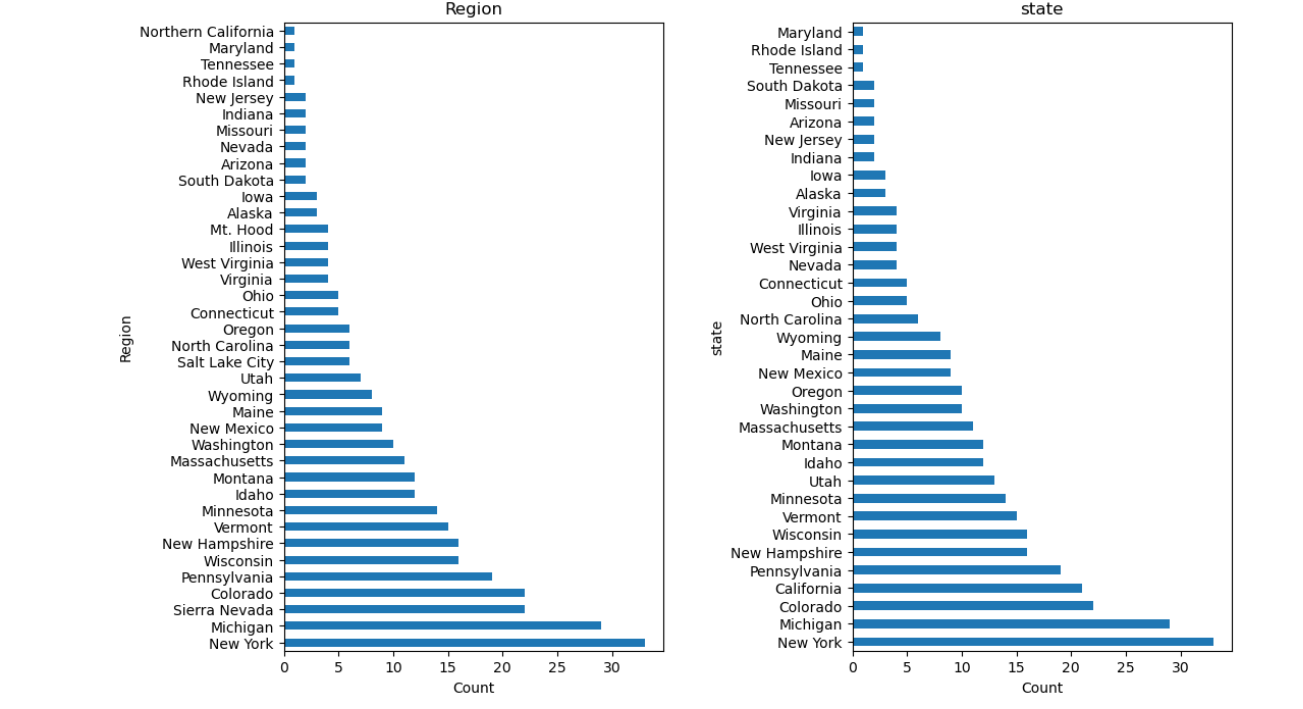 Region
Northern California
Maryland
Tennessee
Rhode Island
New Jersey
Indiana
Missouri
Nevada
Arizona
South Dakota
Iowa
Alaska
Mt. Hood
Illinois
West Virginia
Virginia
Ohio
Connecticut
Oregon
North Carolina
Salt Lake City
Utah
Wyoming
Maine
New Mexico
Washington
Massachusetts
Montana
Idaho
Minnesota
Vermont
New Hampshire
Wisconsin
Pennsylvania
Colorado
Sierra Nevada
Michigan
New York
Region
0 5 10 15 20 25 30
Count
state
Maryland
Rhode Island
Tennessee
South Dakota
Missouri
Arizona
New Jersey
Indiana
Iowa
Alaska
Virginia
Illinois
West Virginia
Nevada
Connecticut
Ohio
North Carolina
Wyoming
Maine
New Mexico
Oregon
Washington
Massachusetts
Montana
Idaho
Utah
Minnesota
Vermont
Wisconsin
New Hampshire
Pennsylvania
California
Colorado
Michigan
New York
state
0 5 10 15 20 25 30
Count